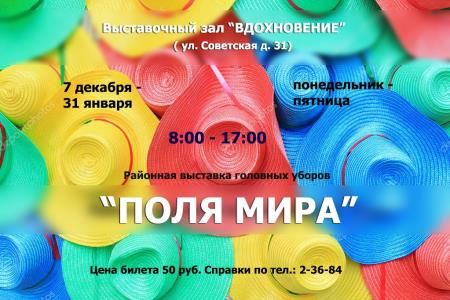 Выставочный зал “ВДОХНОВЕНИЕ”
( ул. Советская д. 31)
7 декабря -
31 января
понедельник -
пятница
8:00 - 17:00
Районная выставка головных уборов
“ПОЛЯ МИРА”
Цена билета 50 руб. Справки по тел.: 2-36-84